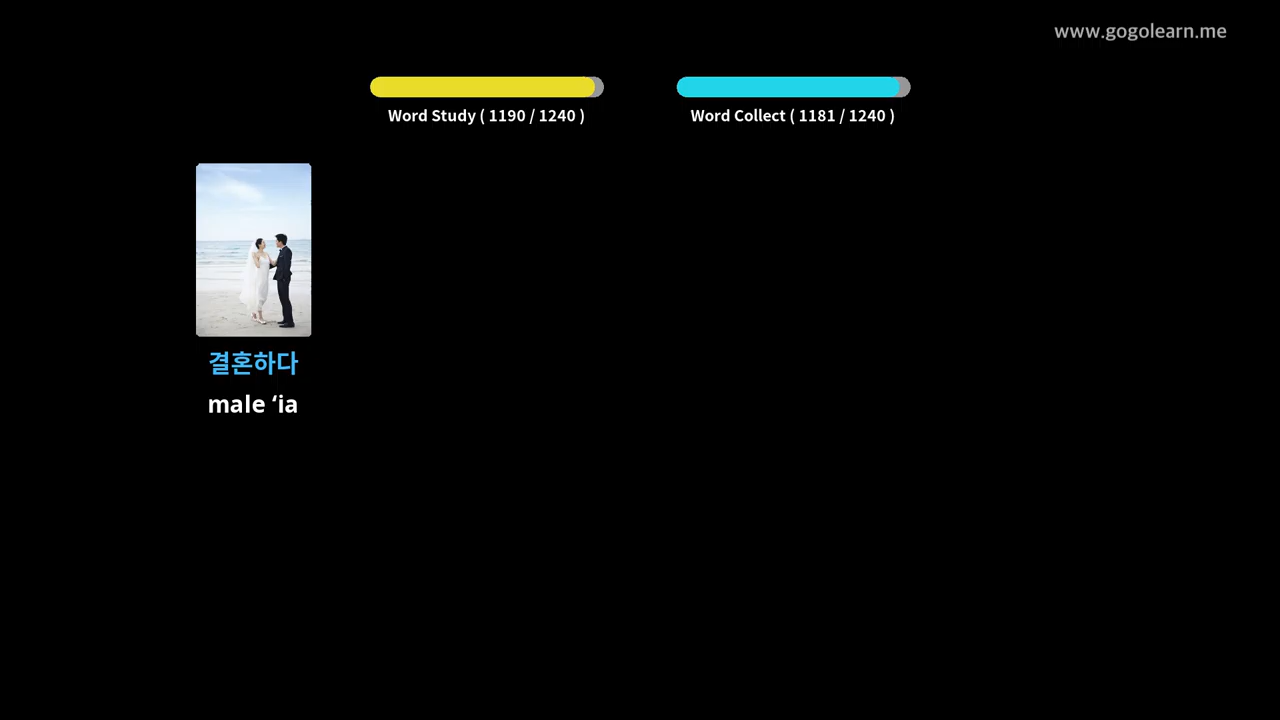 www.gogolearn.me
Word Study ( 1190 / 1240 )
Word Collect ( 1181 / 1240 )
결혼하다
male ‘ia